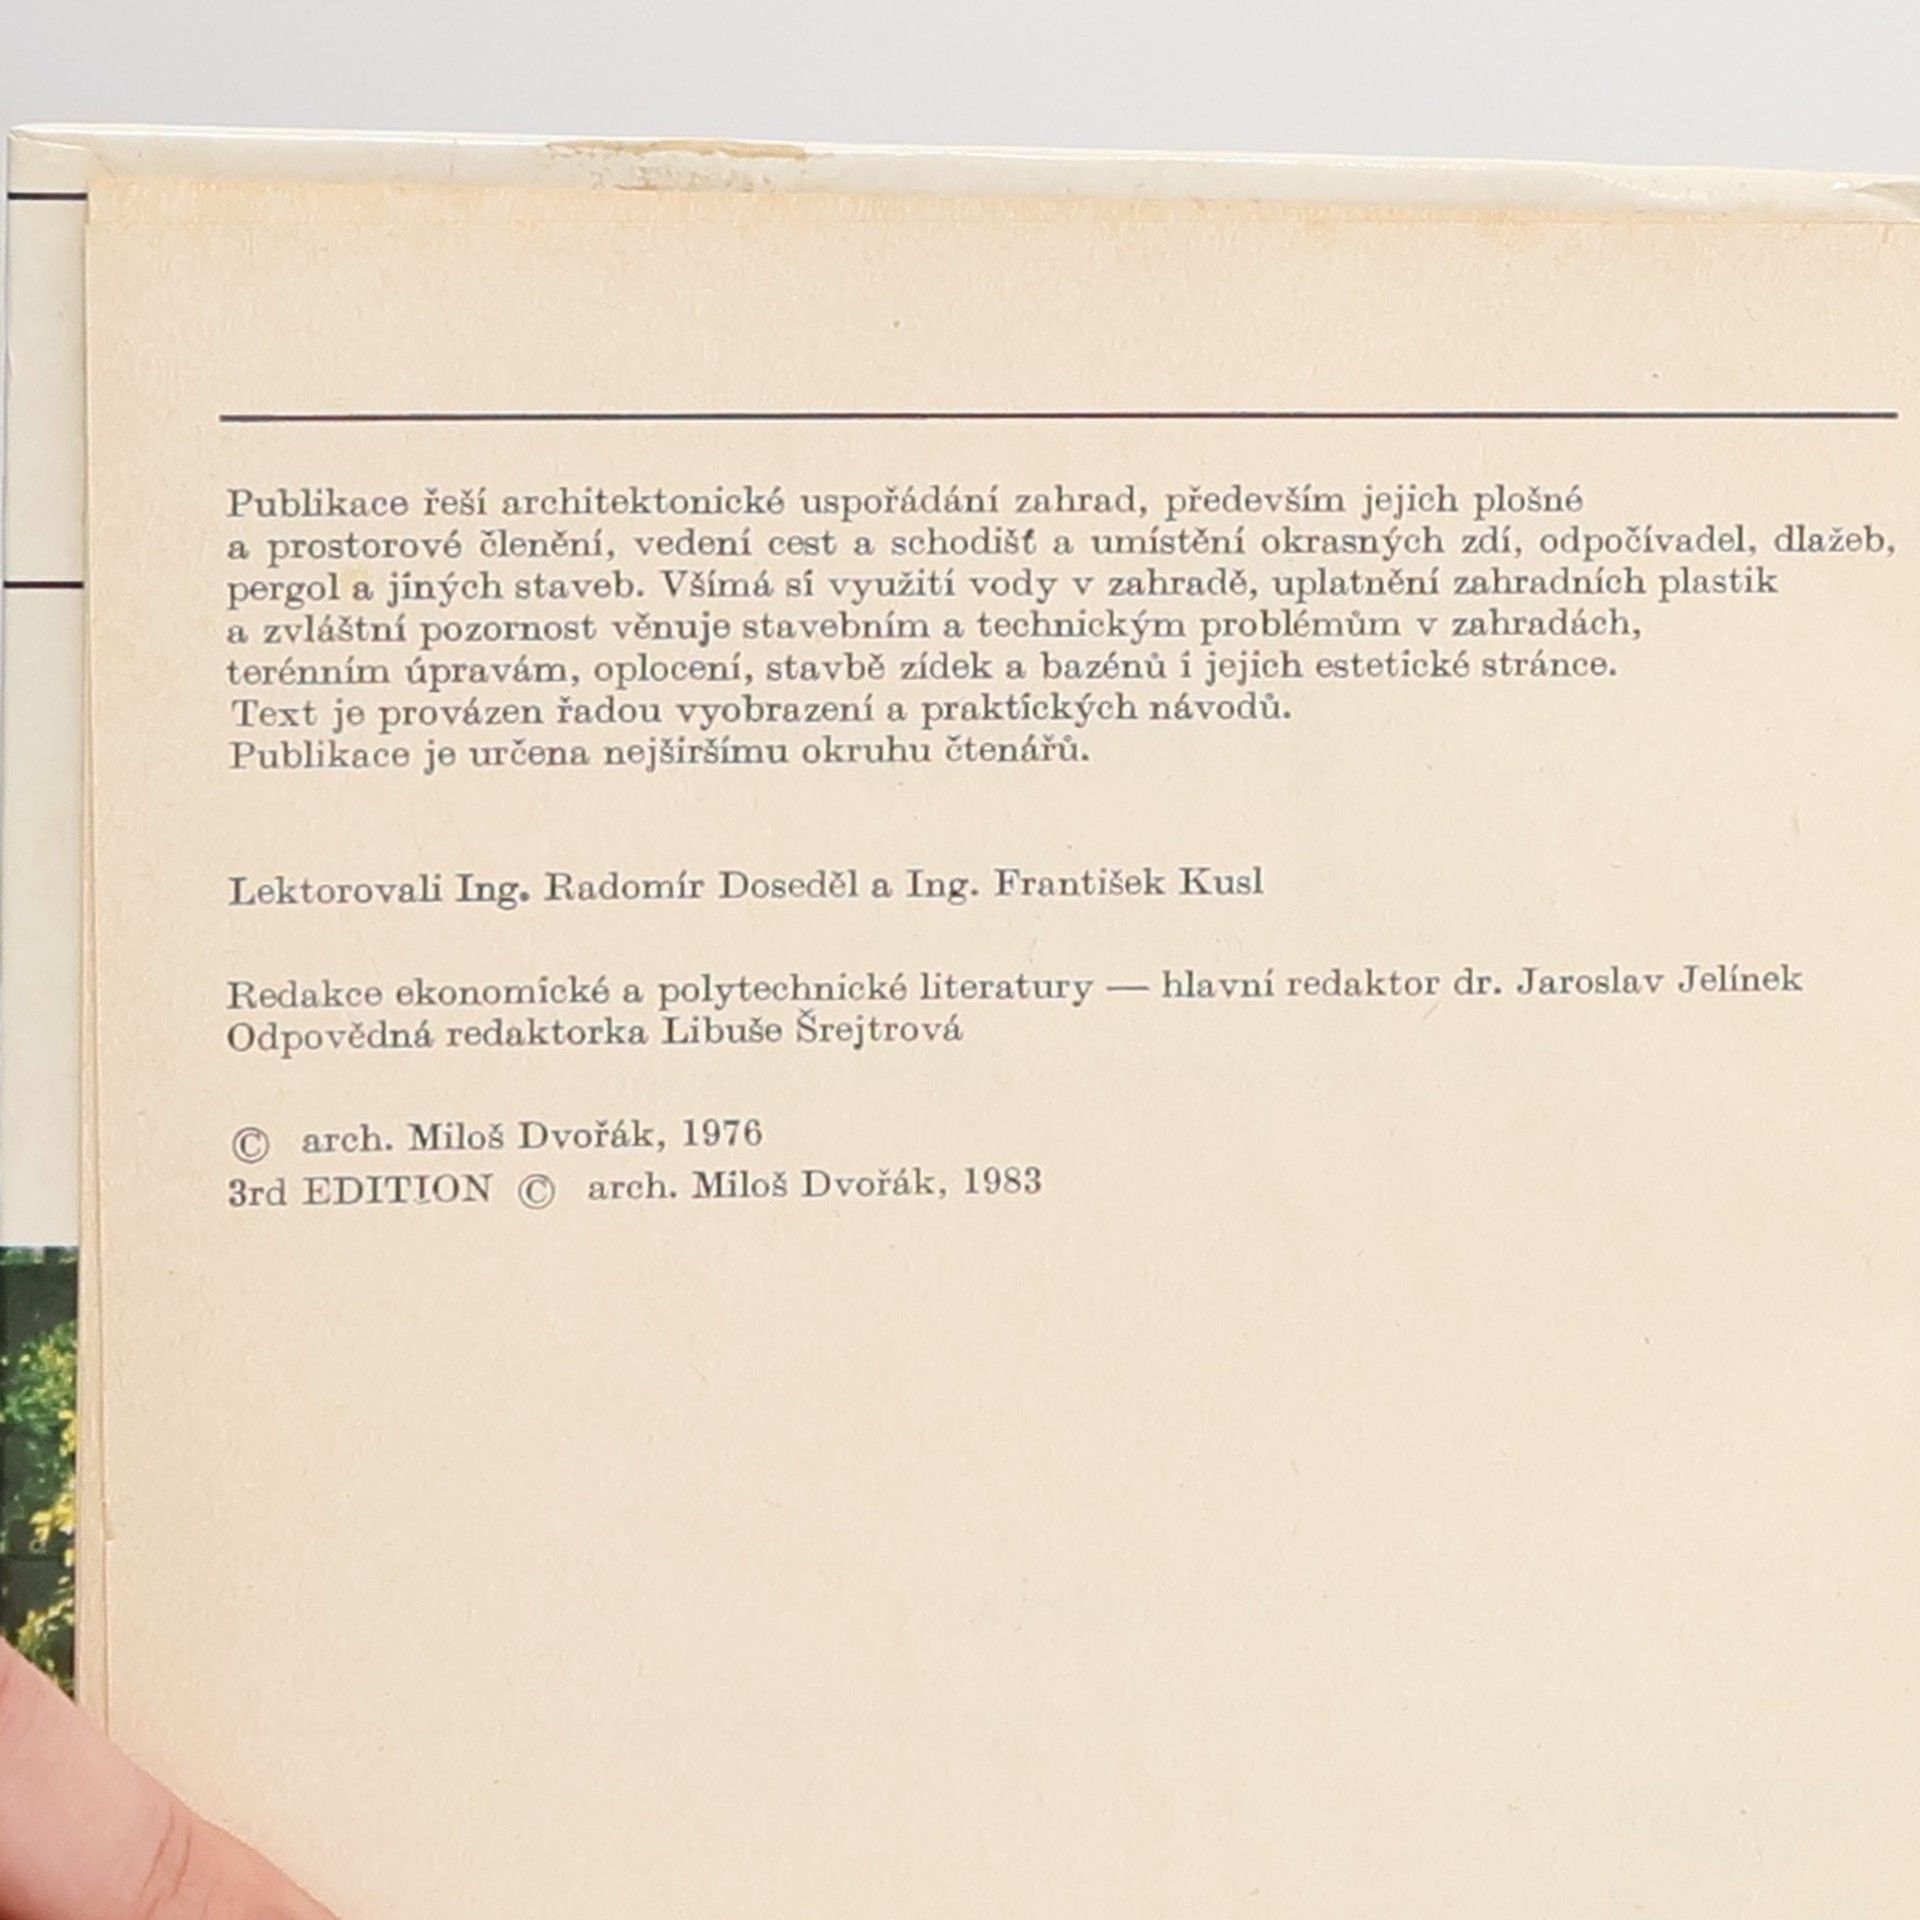 Publikace řeší architektonické uspořádání zahrad, především jejich plošné
a prostorové členění, vedení cest a schodišť a umístění okrasných zdí, odpočívadel, dlažeb,
pergol a jiných staveb. Všímá si využití vody v zahradě, uplatnění zahradních plastik
a zvláštní pozornost věnuje stavebním a technickým problémům v zahradách,
terénním úpravám, oplocení, stavbě zídek a bazénů i jejich estetické stránce.
Text je provázen řadou vyobrazení a praktických návodů.
Publikace je určena nejširšímu okruhu čtenářů.
Lektorovali Ing. Radomír Doseděl a Ing. František Kusl
Redakce ekonomické a polytechnické literatury — hlavní redaktor dr. Jaroslav Jelínek
Odpovědná redaktorka Libuše Šrejtrová
© arch. Miloš Dvořák, 1976
3rd EDITION © arch. Miloš Dvořák, 1983